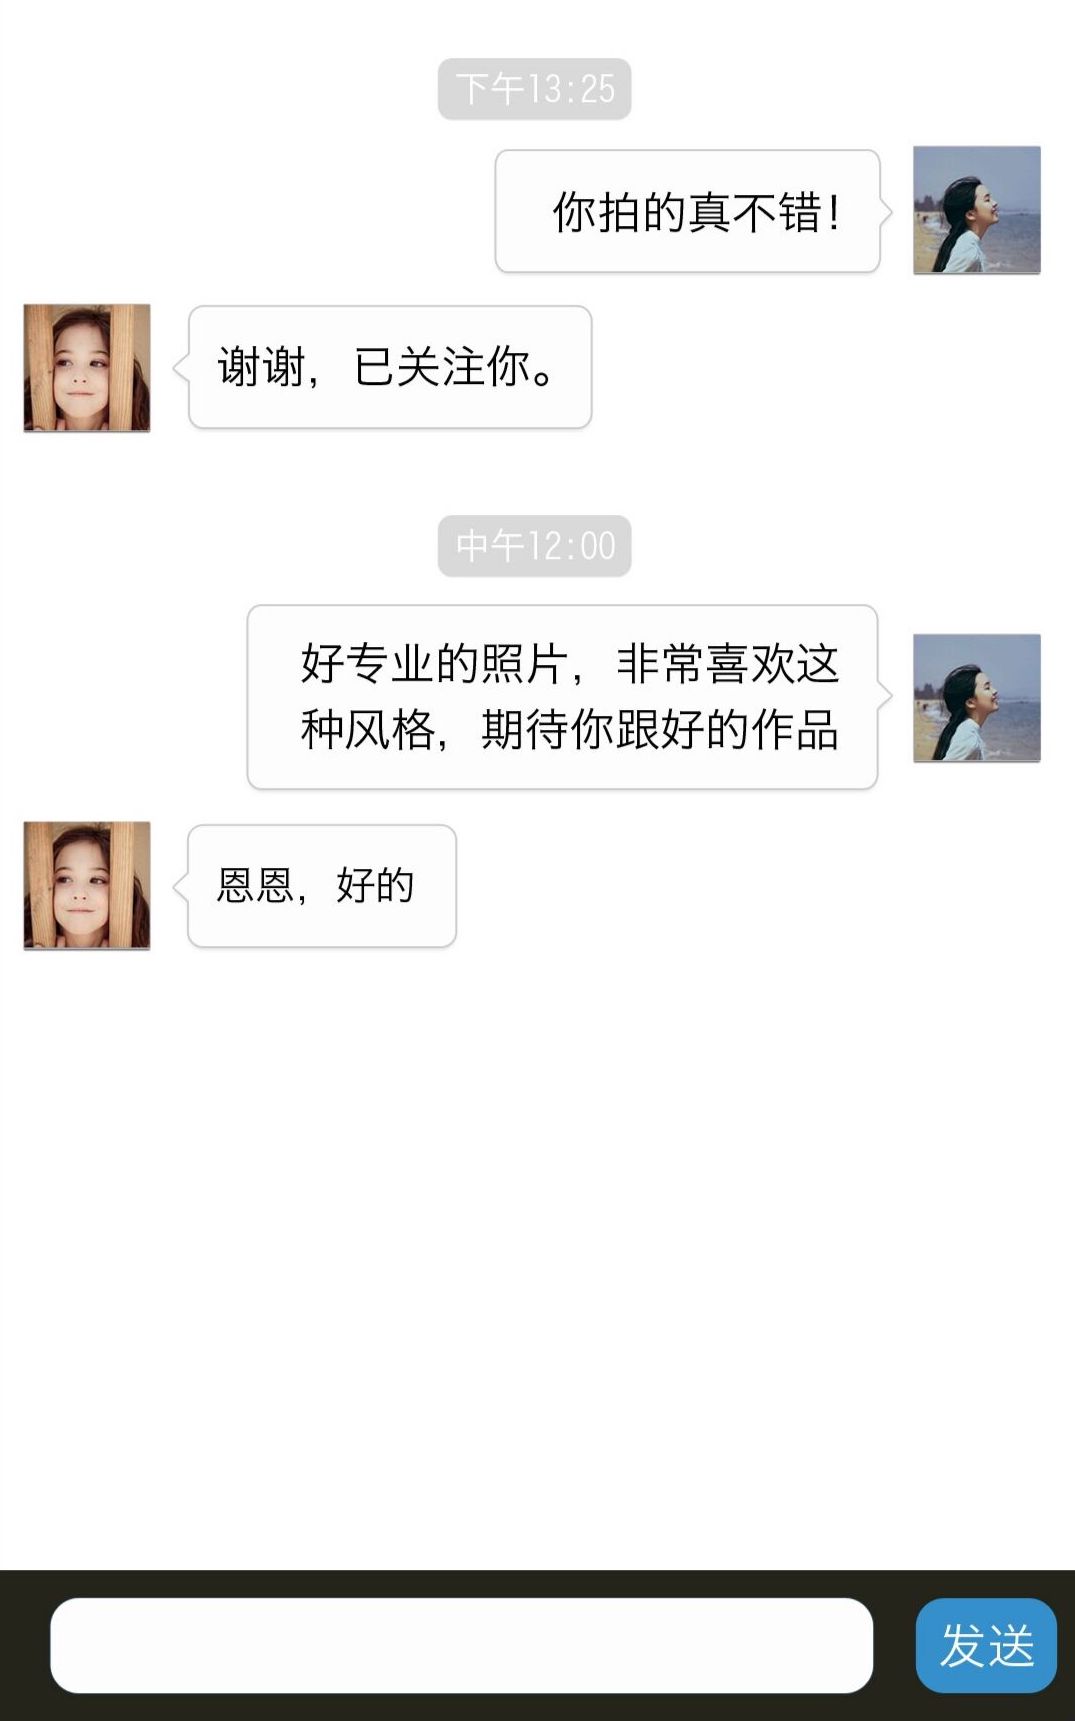 下午13:25
你拍的真不错!
谢谢，已关注你。
中午12:00
好专业的照片，非常喜欢这
种风格，期待你跟好的作品
恩恩，好的
发送